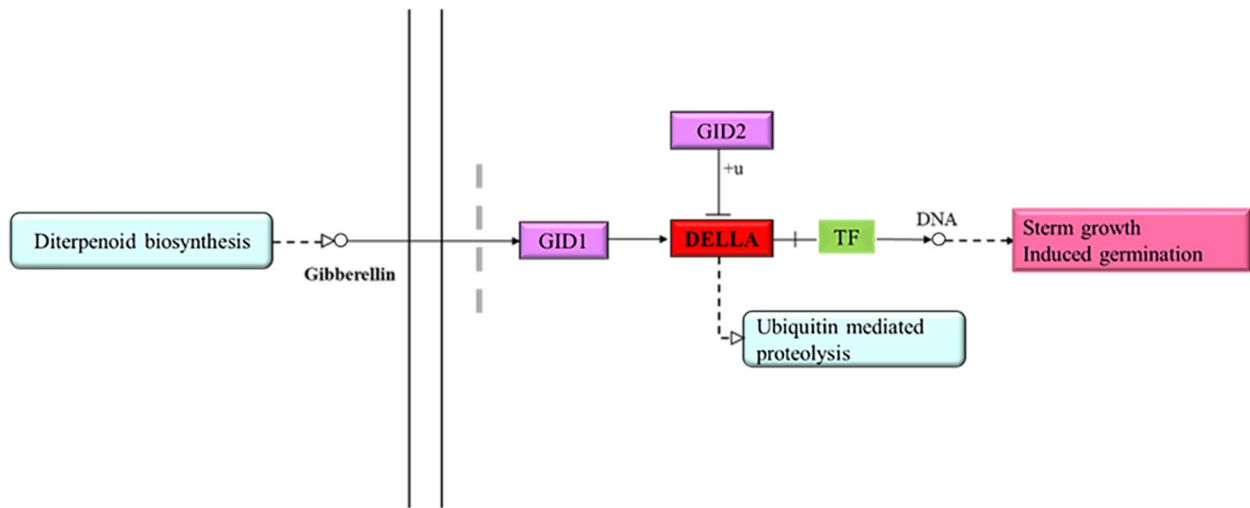 GID2
+u
Diterpenoid biosynthesis
Gibberellin
GID1
DELLA
TF
DNA
Sterm growth
Induced germination
Ubiquitin mediated
proteolysis